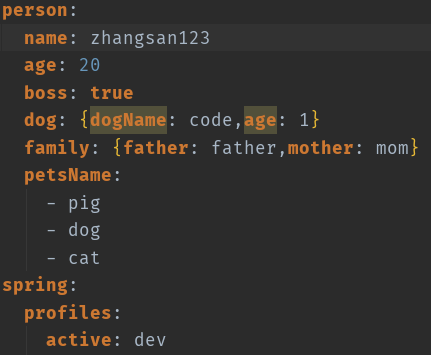 person:
  name: zhangsan123
  age: 20
  boss: true
  dog: {dogName: code,age: 1}
  family: {father: father,mother: mom}
  petsName:
    - pig
    - dog
    - cat
spring:
  profiles:
    active: dev